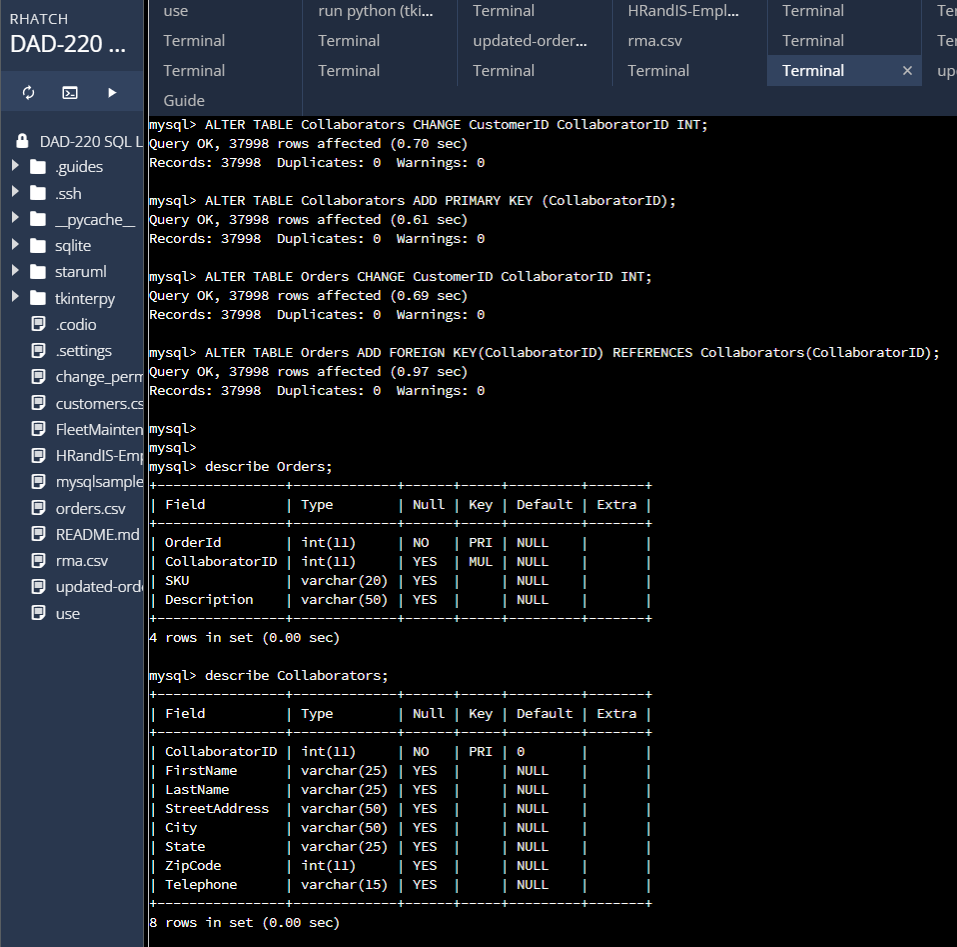 RHATCH
DAD-220 ...
DAD-220 SQL L
.guides
.ssh
__pycache__
sqlite
staruml
tkinterpy
.codio
.settings
change_perm
customers.cs
FleetMainten
HRandIS-Emp
mysqlsample
orders.csv
README.md
rma.csv
updated-orde
use
use run python (tki... Terminal HRandIS-Empl... Terminal Te
Terminal Terminal updated-order... rma.csv Terminal Te
Terminal Terminal Terminal Terminal Terminal × up
Guide
mysql> ALTER TABLE Collaborators CHANGE CustomerID CollaboratorID INT;
Query OK, 37998 rows affected (0.70 sec)
Records: 37998  Duplicates: 0  Warnings: 0
mysql> ALTER TABLE Collaborators ADD PRIMARY KEY (CollaboratorID);
Query OK, 37998 rows affected (0.61 sec)
Records: 37998  Duplicates: 0  Warnings: 0
mysql> ALTER TABLE Orders CHANGE CustomerID CollaboratorID INT;
Query OK, 37998 rows affected (0.69 sec)
Records: 37998  Duplicates: 0  Warnings: 0
mysql> ALTER TABLE Orders ADD FOREIGN KEY(CollaboratorID) REFERENCES Collaborators(CollaboratorID);
Query OK, 37998 rows affected (0.97 sec)
Records: 37998  Duplicates: 0  Warnings: 0
mysql>
mysql>
mysql> describe Orders;
+----------------+-------------+------+-----+---------+-------+
| Field          | Type        | Null | Key | Default | Extra |
+----------------+-------------+------+-----+---------+-------+
| OrderId        | int(11)     | NO   | PRI | NULL    |       |
| CollaboratorID | int(11)     | YES  | MUL | NULL    |       |
| SKU            | varchar(20) | YES  |     | NULL    |       |
| Description    | varchar(50) | YES  |     | NULL    |       |
+----------------+-------------+------+-----+---------+-------+
4 rows in set (0.00 sec)
mysql> describe Collaborators;
+----------------+-------------+------+-----+---------+-------+
| Field          | Type        | Null | Key | Default | Extra |
+----------------+-------------+------+-----+---------+-------+
| CollaboratorID | int(11)     | NO   | PRI | 0       |       |
| FirstName      | varchar(25) | YES  |     | NULL    |       |
| LastName       | varchar(25) | YES  |     | NULL    |       |
| StreetAddress  | varchar(50) | YES  |     | NULL    |       |
| City           | varchar(50) | YES  |     | NULL    |       |
| State          | varchar(25) | YES  |     | NULL    |       |
| ZipCode        | int(11)     | YES  |     | NULL    |       |
| Telephone      | varchar(15) | YES  |     | NULL    |       |
+----------------+-------------+------+-----+---------+-------+
8 rows in set (0.00 sec)